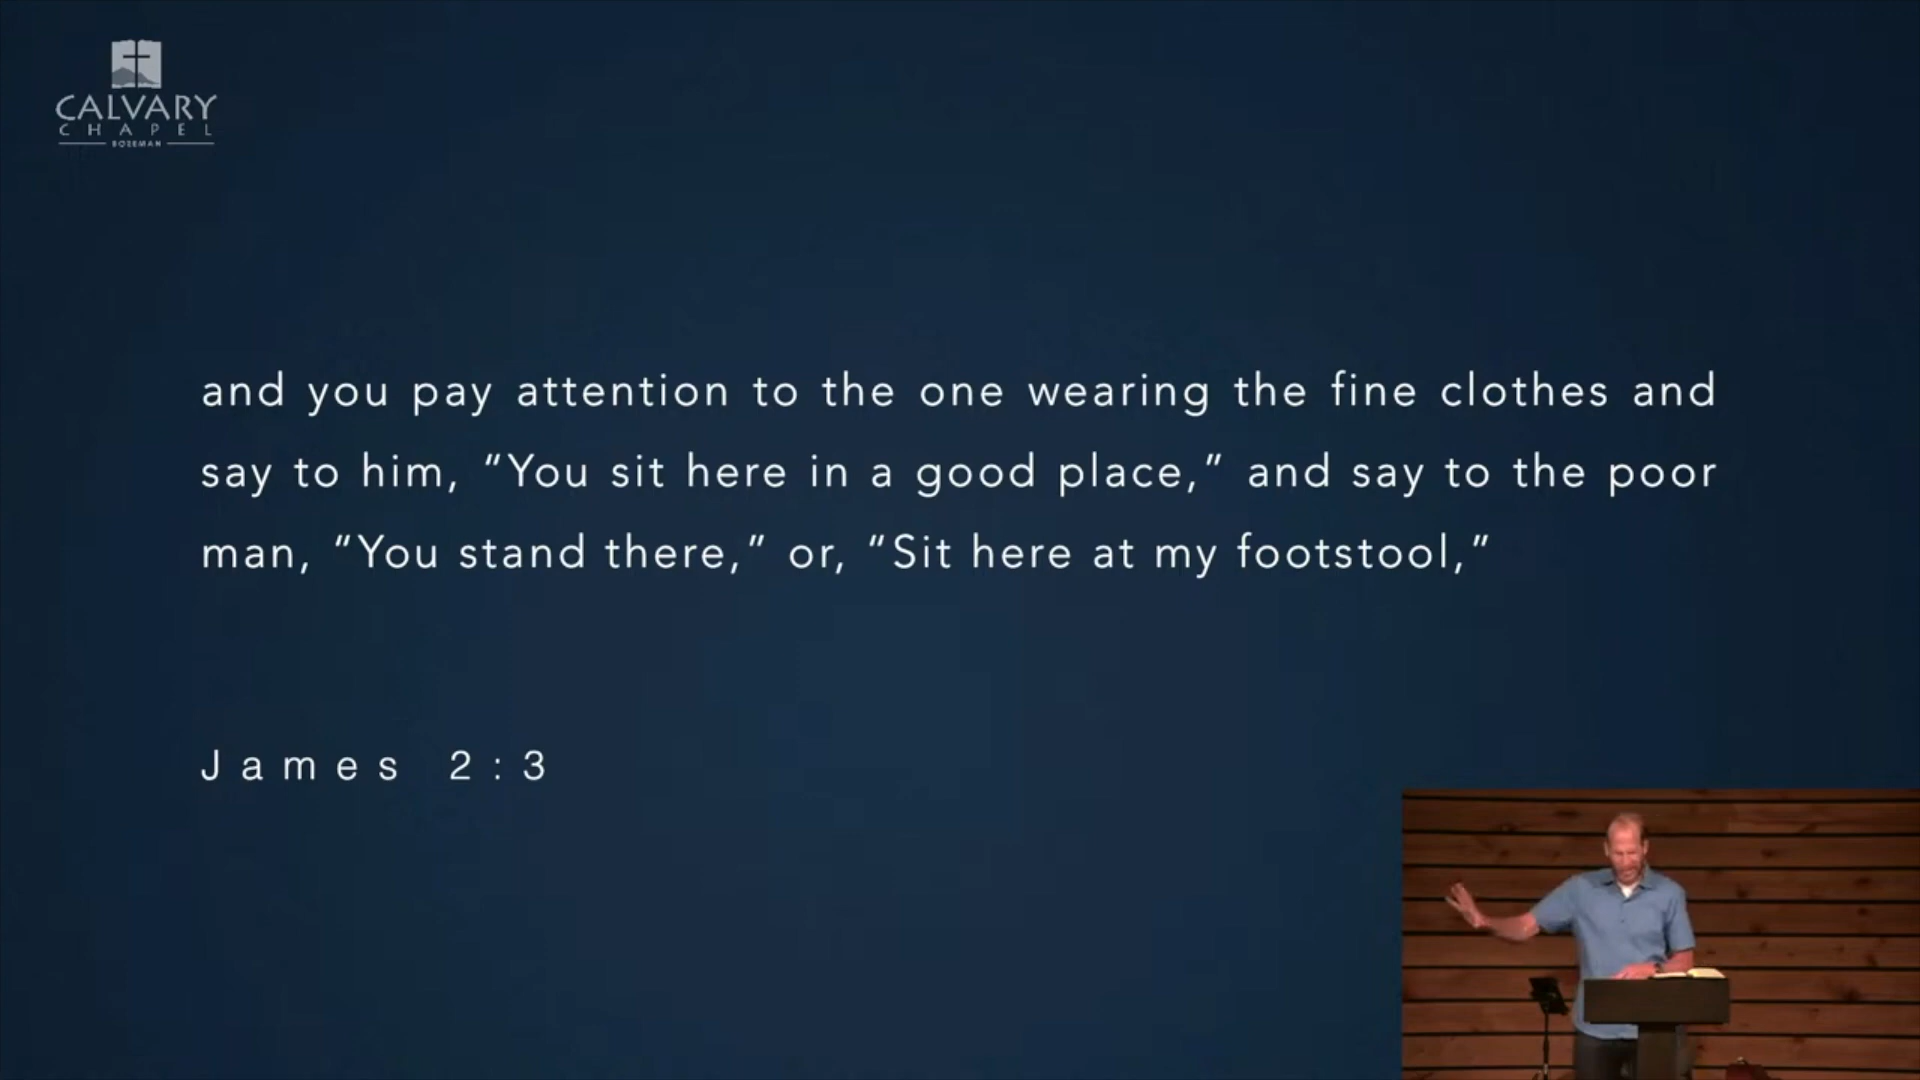 CALVARY
CHAPEL
BOZEMAN
and you pay attention to the one wearing the fine clothes and
say to him, “You sit here in a good place,” and say to the poor
man, “You stand there,” or, “Sit here at my footstool,”
James 2:3